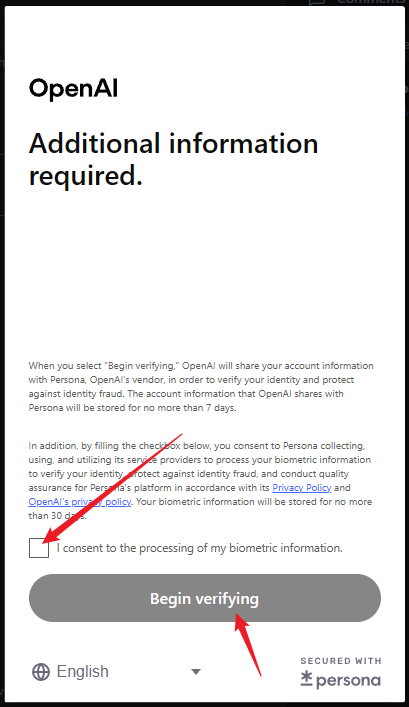 Comments
OpenAI
Additional information
required.
When you select "Begin verifying," OpenAI will share your account information
with Persona, OpenAI's vendor, in order to verify your identity and protect
against identity fraud. The account information that OpenAI shares with
Persona will be stored for no more than 7 days.
In addition, by filling the checkbox below, you consent to Persona collecting,
using, and utilizing its service providers to process your biometric information
to verify your identity, protect against identity fraud, and conduct quality
assurance for Persona's platform in accordance with its Privacy Policy and
OpenAI's privacy policy. Your biometric information will be stored for no more
than 30 days.
I consent to the processing of my biometric information.
Begin verifying
English
SECURED WITH
persona